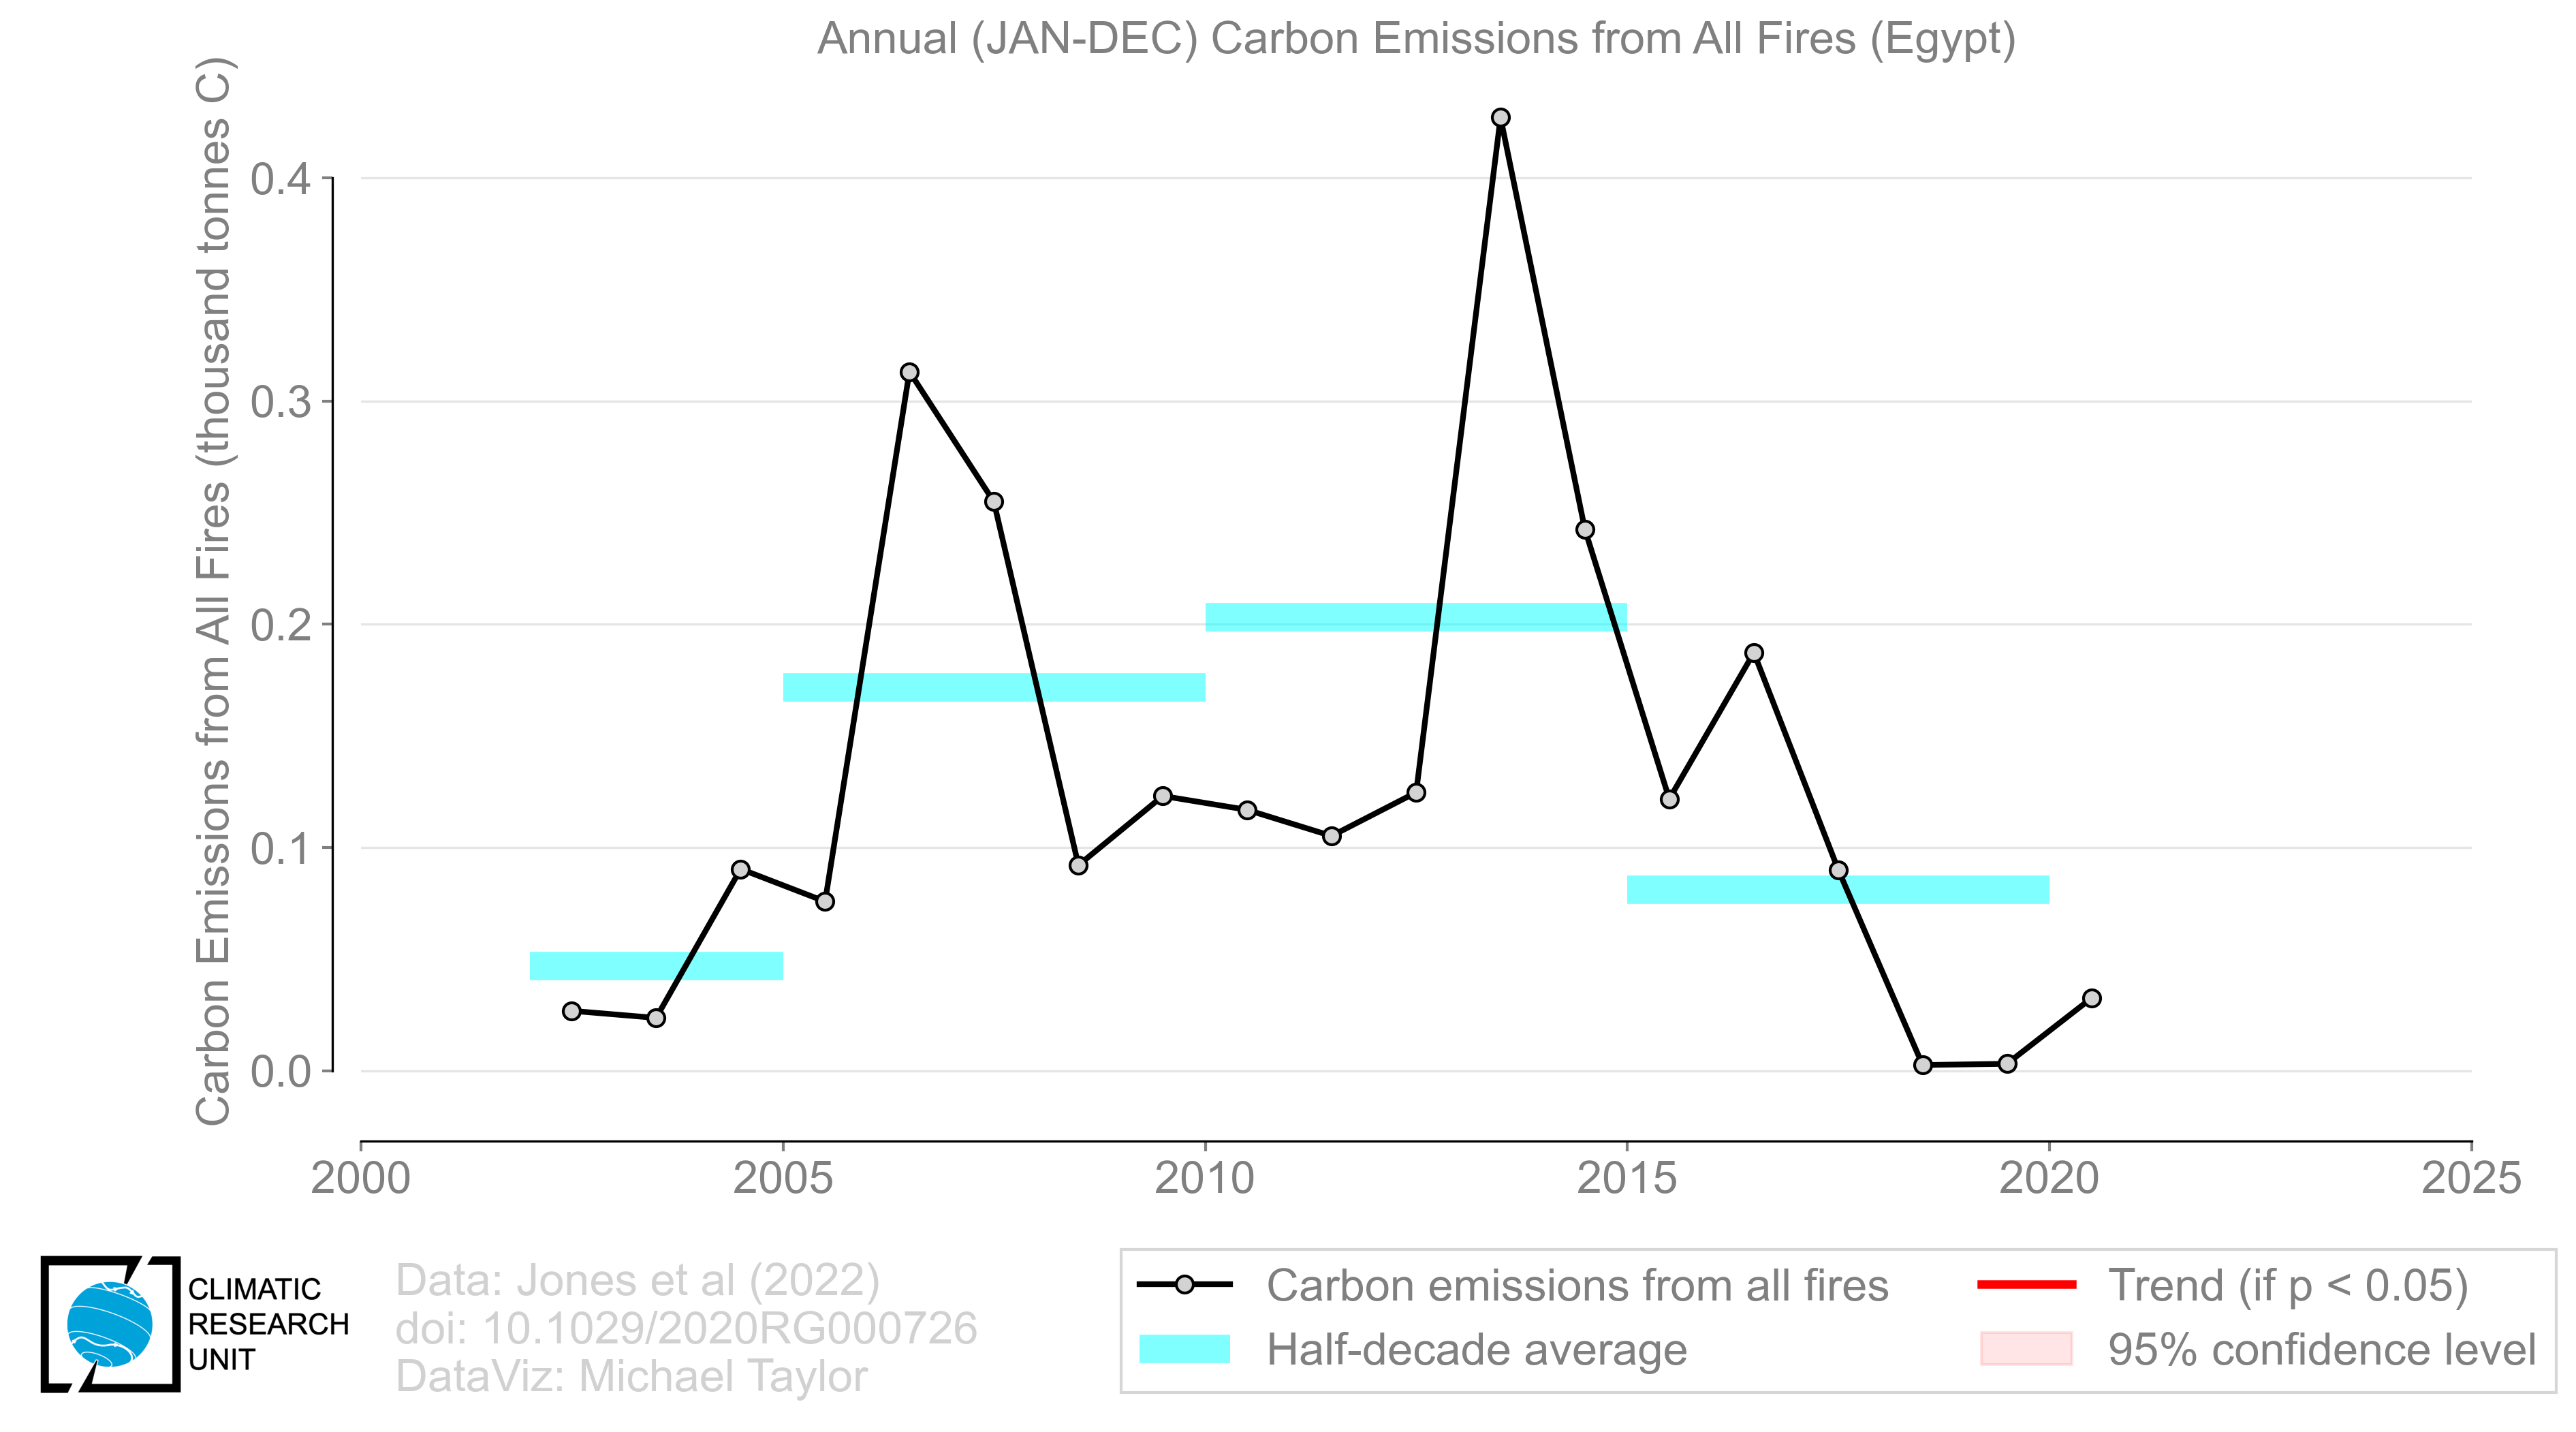 Annual (JAN-DEC) Carbon Emissions from All Fires (Egypt)
Carbon Emissions from All Fires (thousand tonnes C)
0.4
0.3
0.2
0.1
0.0
2000 2005 2010 2015 2020 2025
CLIMATIC
RESEARCH
UNIT
Data: Jones et al (2022)
doi: 10.1029/2020RG000726
DataViz: Michael Taylor
Carbon emissions from all fires
Half-decade average
Trend (if p < 0.05)
95% confidence level